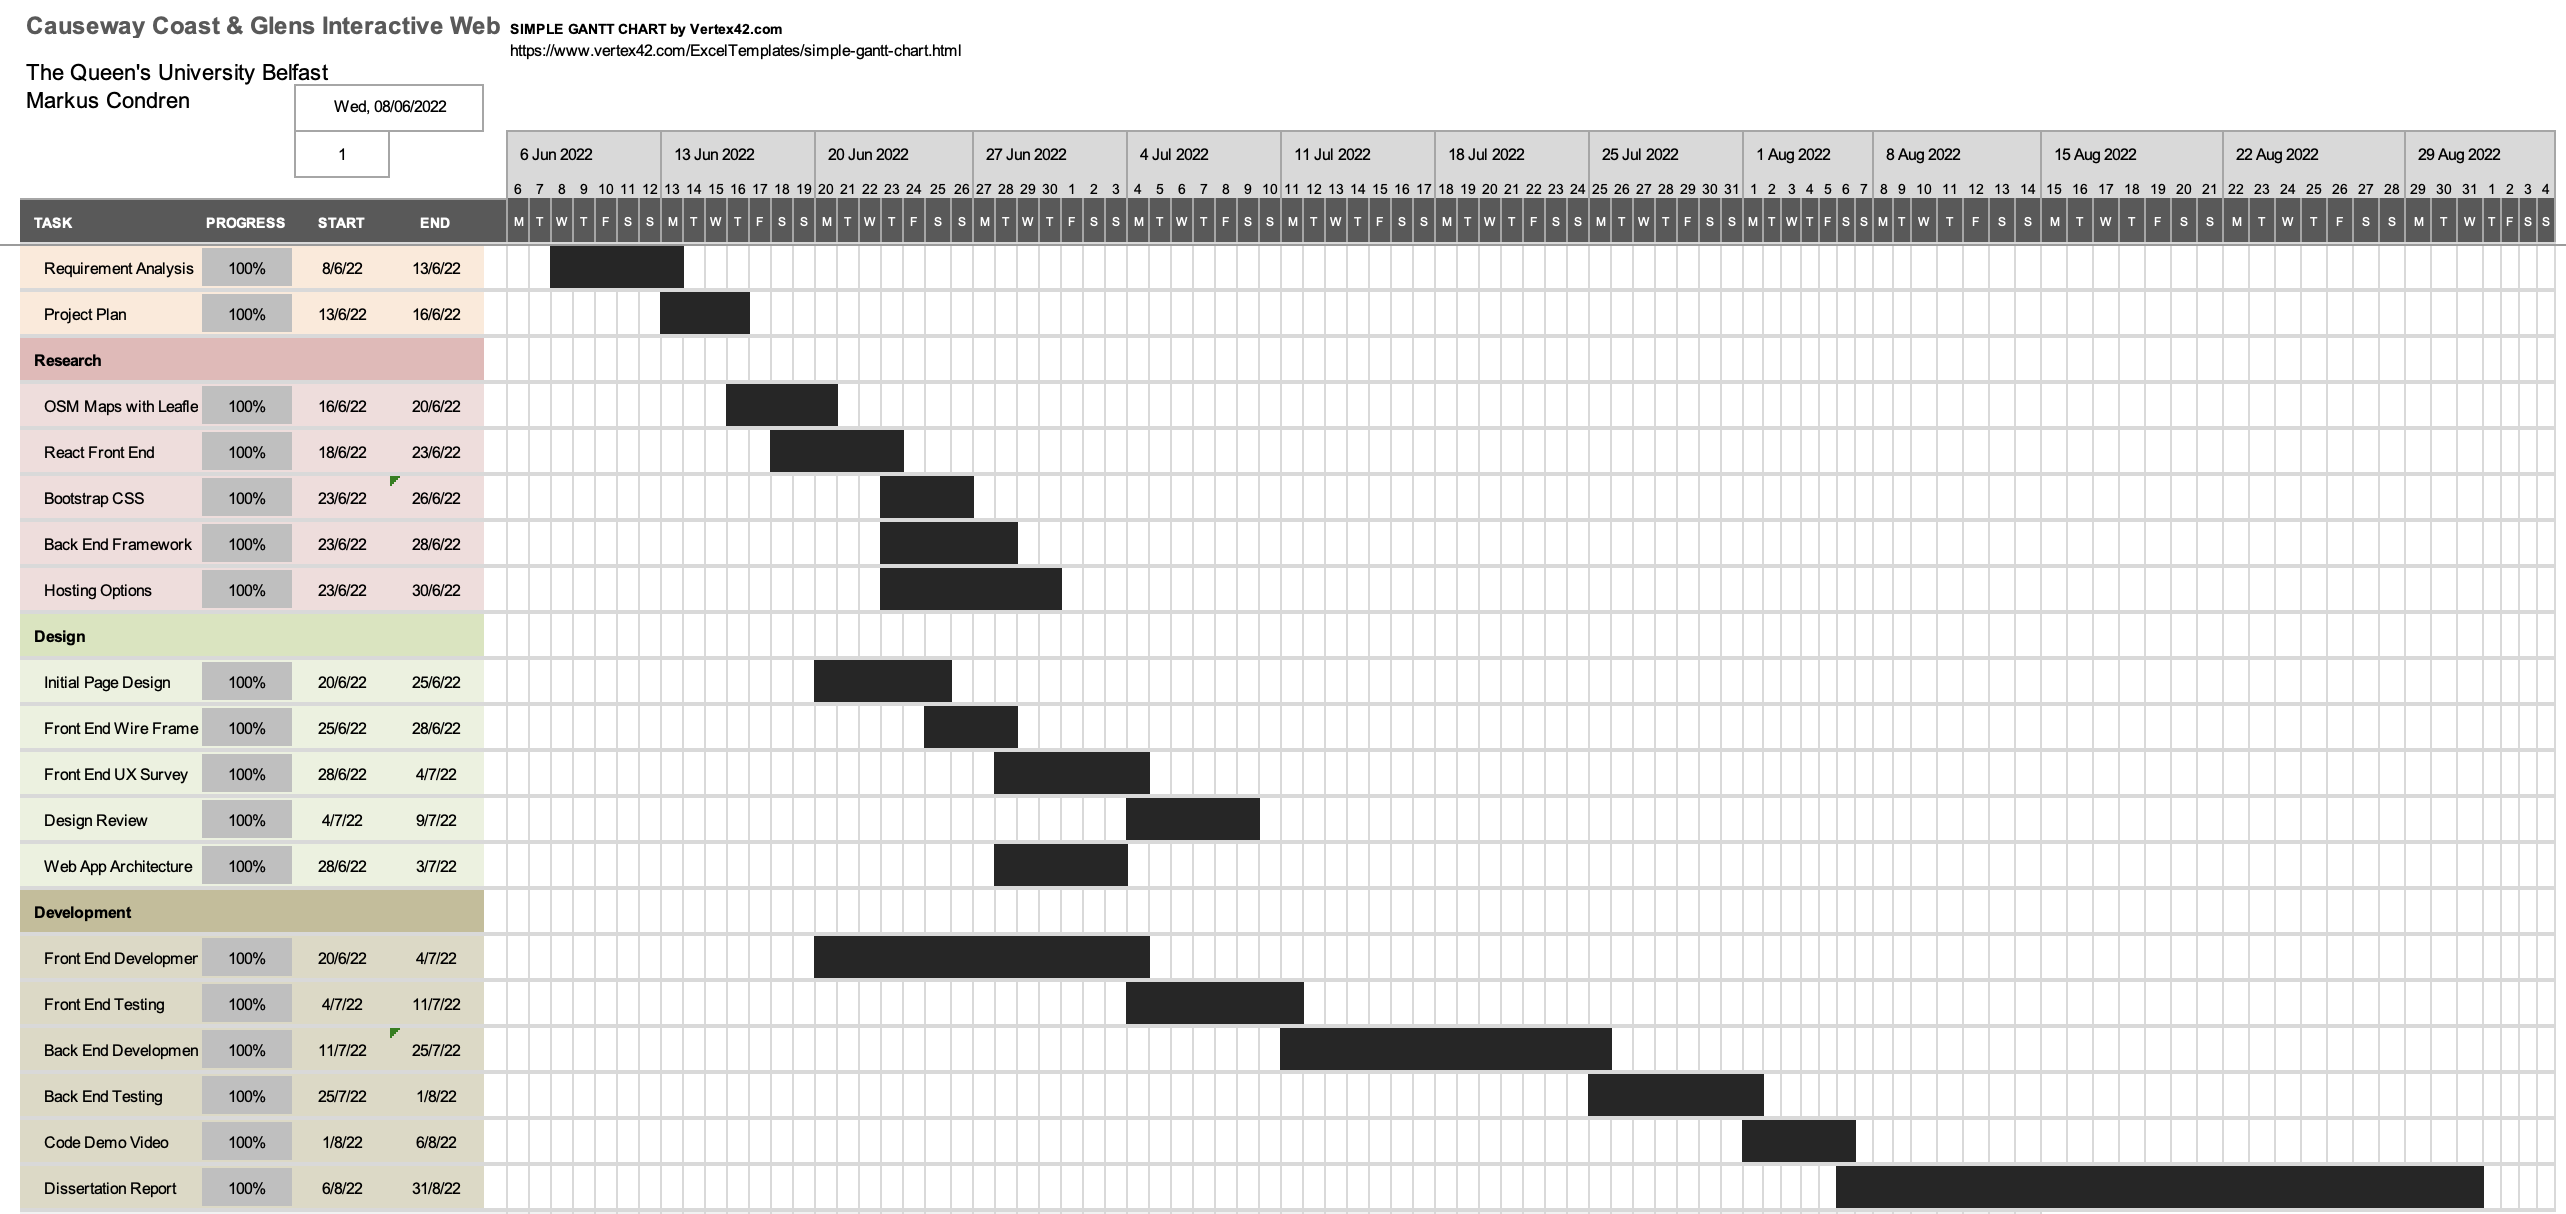 Causeway Coast & Glens Interactive Web
SIMPLE GANTT CHART by Vertex42.com
https://www.vertex42.com/ExcelTemplates/simple-gantt-chart.html
The Queen's University Belfast
Markus Condren
Wed, 08/06/2022
1
6 Jun 2022 13 Jun 2022 20 Jun 2022 27 Jun 2022 4 Jul 2022 11 Jul 2022 18 Jul 2022 25 Jul 2022 1 Aug 2022 8 Aug 2022 15 Aug 2022 22 Aug 2022 29 Aug 2022
6 7 8 9 10 11 12 13 14 15 16 17 18 19 20 21 22 23 24 25 26 27 28 29 30 1 2 3 4 5 6 7 8 9 10 11 12 13 14 15 16 17 18 19 20 21 22 23 24 25 26 27 28 29 30 31 1 2 3 4 5 6 7 8 9 10 11 12 13 14 15 16 17 18 19 20 21 22 23 24 25 26 27 28 29 30 31 1 2 3 4
TASK PROGRESS START END M T W T F S S M T W T F S S M T W T F S S M T W T F S S M T W T F S S M T W T F S S M T W T F S S M T W T F S S M T W T F S S M T W T F S S M T W T F S S M T W T F S S M T W T F S S
Requirement Analysis 100% 8/6/22 13/6/22
Project Plan 100% 13/6/22 16/6/22
Research
OSM Maps with Leafle 100% 16/6/22 20/6/22
React Front End 100% 18/6/22 23/6/22
Bootstrap CSS 100% 23/6/22 26/6/22
Back End Framework 100% 23/6/22 28/6/22
Hosting Options 100% 23/6/22 30/6/22
Design
Initial Page Design 100% 20/6/22 25/6/22
Front End Wire Frame 100% 25/6/22 28/6/22
Front End UX Survey 100% 28/6/22 4/7/22
Design Review 100% 4/7/22 9/7/22
Web App Architecture 100% 28/6/22 3/7/22
Development
Front End Developmer 100% 20/6/22 4/7/22
Front End Testing 100% 4/7/22 11/7/22
Back End Developmen 100% 11/7/22 25/7/22
Back End Testing 100% 25/7/22 1/8/22
Code Demo Video 100% 1/8/22 6/8/22
Dissertation Report 100% 6/8/22 31/8/22